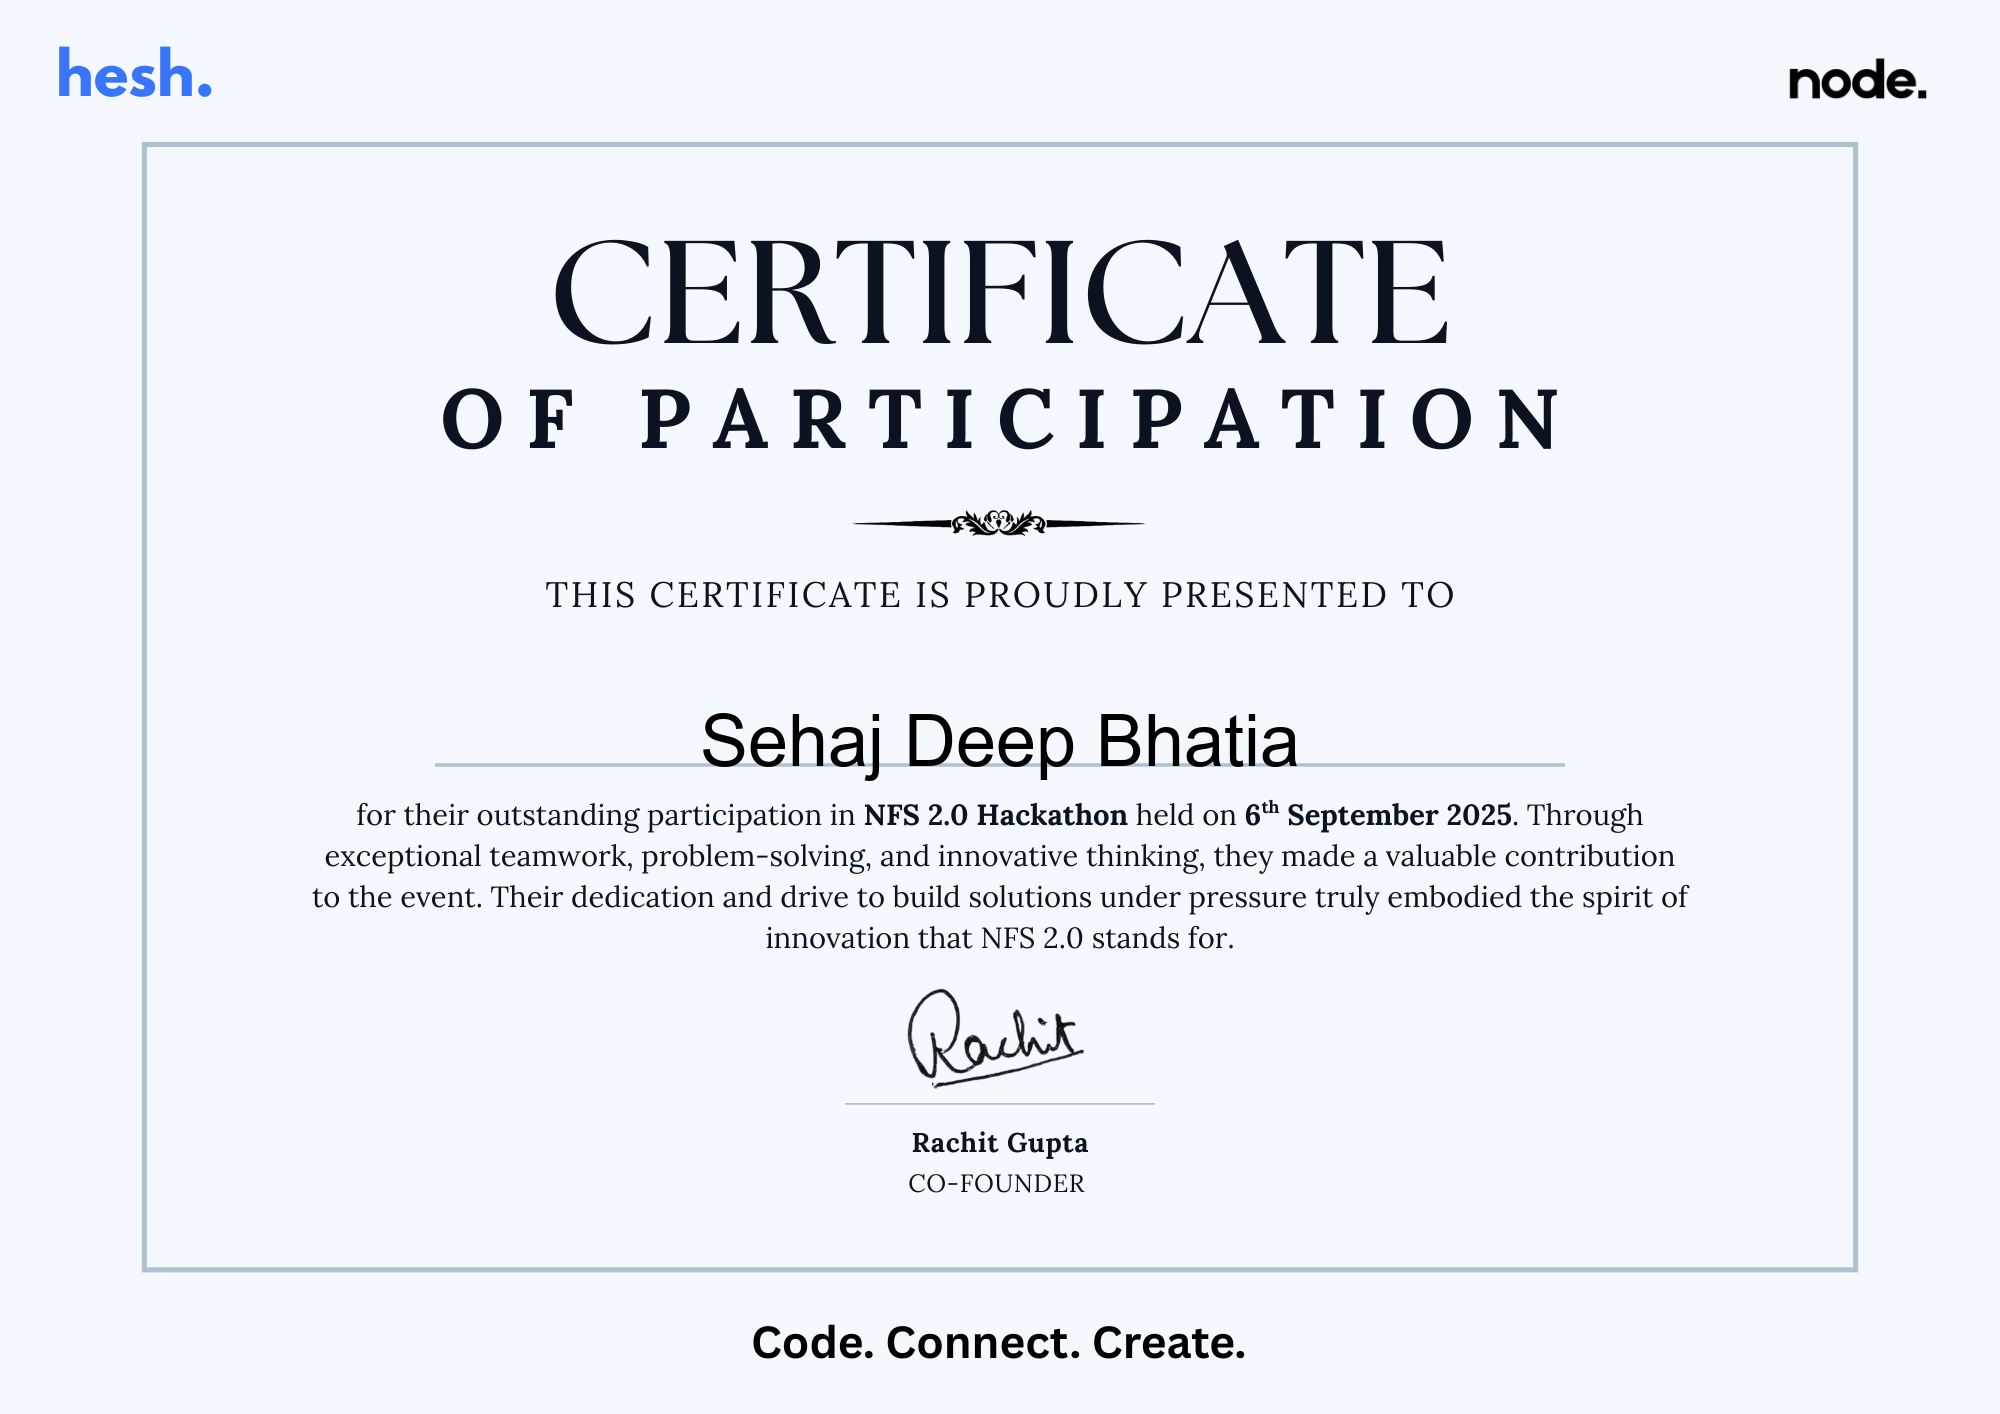 hesh.
node.
CERTIFICATE
OF PARTICIPATION
THIS CERTIFICATE IS PROUDLY PRESENTED TO
Sehaj Deep Bhatia
for their outstanding participation in NFS 2.0 Hackathon held on 6th September 2025. Through
exceptional teamwork, problem-solving, and innovative thinking, they made a valuable contribution
to the event. Their dedication and drive to build solutions under pressure truly embodied the spirit of
innovation that NFS 2.0 stands for.
Rachit
Rachit Gupta
CO-FOUNDER
Code. Connect. Create.